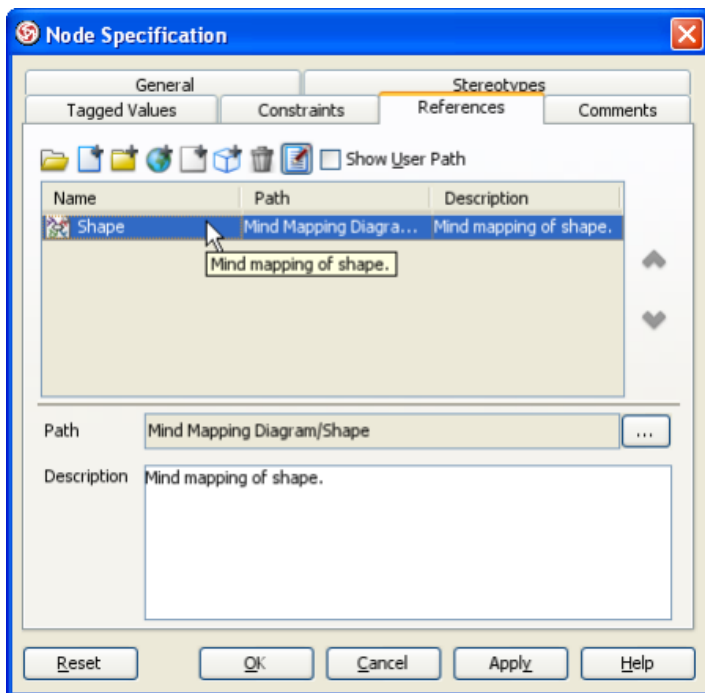 Node Specification
General Stereotypes
Tagged Values Constraints References Comments
Show User Path
Name Path Description
Shape Mind Mapping Diagra... Mind mapping of shape.
Mind mapping of shape.
Path Mind Mapping Diagram/Shape ...
Description Mind mapping of shape.
Reset OK Cancel Apply Help